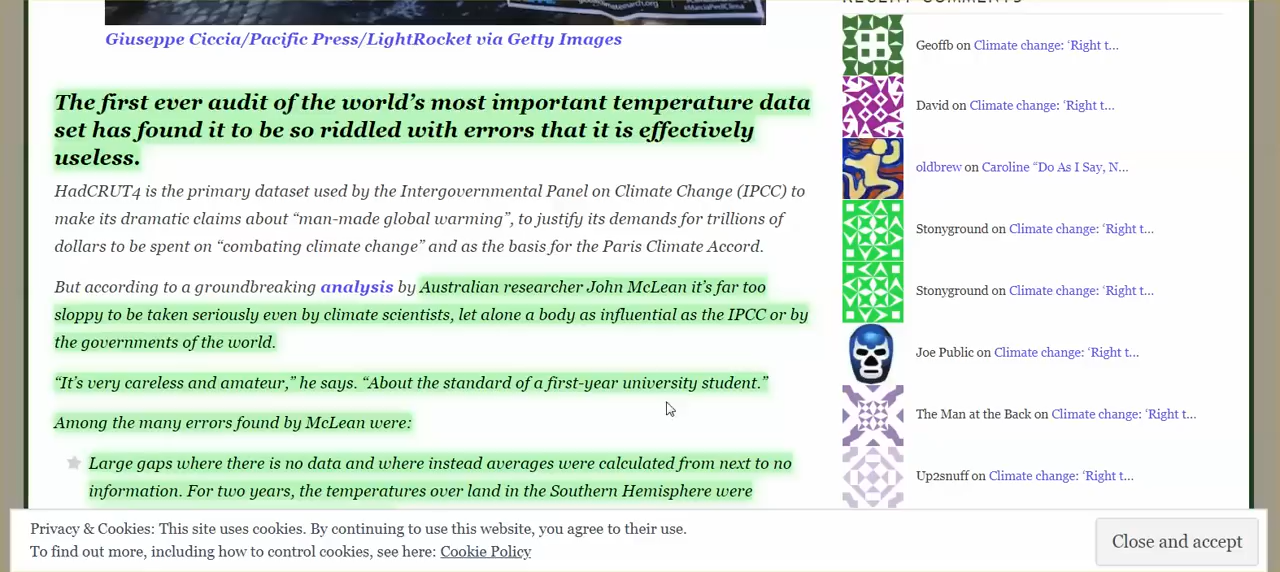 RECENT COMMENTS
#MarciaPerilClima
Giuseppe Ciccia/Pacific Press/LightRocket via Getty Images
The first ever audit of the world’s most important temperature data
set has found it to be so riddled with errors that it is effectively
useless.
HadCRUT4 is the primary dataset used by the Intergovernmental Panel on Climate Change (IPCC) to
make its dramatic claims about “man-made global warming”, to justify its demands for trillions of
dollars to be spent on “combating climate change” and as the basis for the Paris Climate Accord.
But according to a groundbreaking analysis by Australian researcher John McLean it’s far too
sloppy to be taken seriously even by climate scientists, let alone a body as influential as the IPCC or by
the governments of the world.
“It’s very careless and amateur,” he says. “About the standard of a first-year university student.”
Among the many errors found by McLean were:
Large gaps where there is no data and where instead averages were calculated from next to no
information. For two years, the temperatures over land in the Southern Hemisphere were
Geoffb on Climate change: ‘Right t...
David on Climate change: ‘Right t...
oldbrew on Caroline “Do As I Say, N...
Stonyground on Climate change: ‘Right t...
Stonyground on Climate change: ‘Right t...
Joe Public on Climate change: ‘Right t...
The Man at the Back on Climate change: ‘Right t...
Up2snuff on Climate change: ‘Right t...
Privacy & Cookies: This site uses cookies. By continuing to use this website, you agree to their use.
To find out more, including how to control cookies, see here: Cookie Policy
Close and accept